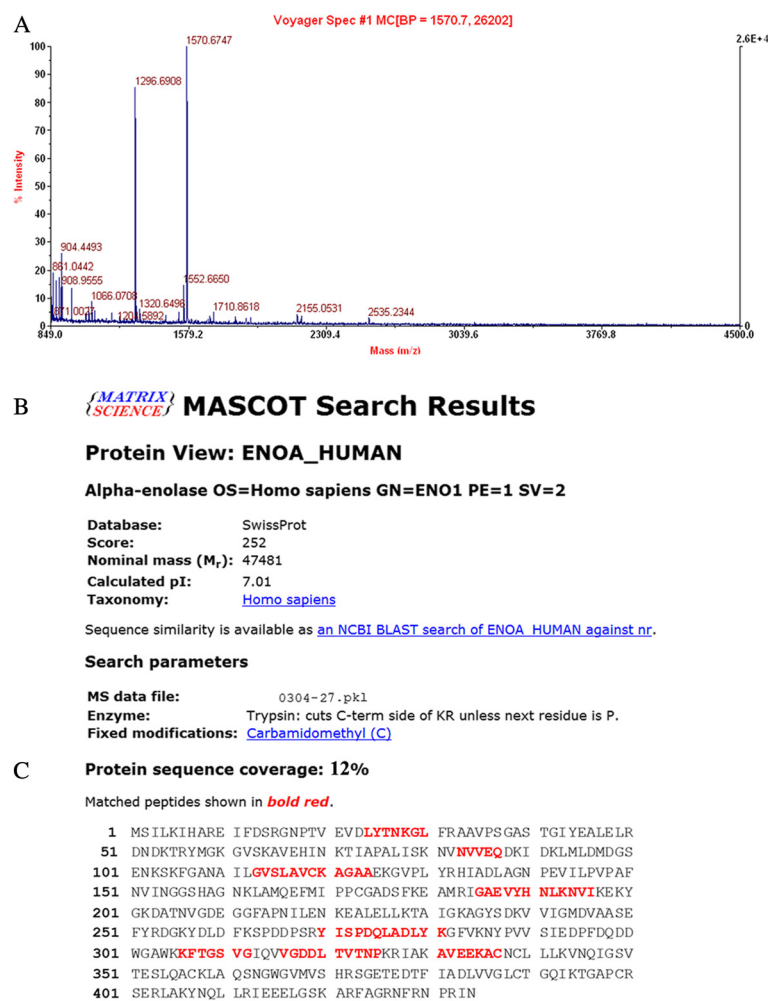 A
Voyager Spec #1 MC[BP = 1570.7, 26202]
1570.6747
2.6E+4
100
1296.6908
90
80
70
60
% Intensity
50
40
30
904.4493
20
881.0442
908.9555
1552.6650
10
1066.0708
1320.6496
1710.8618
2155.0531
2535.2344
871.0027
0
849.0
1579.2
2309.4
3039.6
3769.8
4500.0
Mass (m/z)
B
{MATRIX SCIENCE} MASCOT Search Results
Protein View: ENOA_HUMAN
Alpha-enolase OS=Homo sapiens GN=ENO1 PE=1 SV=2
Database: SwissProt
Score: 252
Nominal mass (Mr): 47481
Calculated pI: 7.01
Taxonomy: Homo sapiens
Sequence similarity is available as an NCBI BLAST search of ENOA_HUMAN against nr.
Search parameters
MS data file: 0304-27.pkl
Enzyme: Trypsin: cuts C-term side of KR unless next residue is P.
Fixed modifications: Carbamidomethyl (C)
C
Protein sequence coverage: 12%
Matched peptides shown in bold red.
1 MSILKIHARE IFDSRGNPTV EVDLYTNKGL FRAAVPSGAS TGIYEALELR
51 DNDKTRYMGK GVSKAVEHIN KTIAPALISK NVNVVEQDKI DKLMLDMDGS
101 ENKSKFGANA ILGVSLAVCK AGAAEKGVPL YRHIADLAGN PEVILPVPAF
151 NVINGGSHAG NKLAMQEFMI PPCGADSFKE AMRIGAEVYH NLKNVIKEKY
201 GKDATNVGDE GGFAPNILEN KEALELLKTA IGKAGYSDKV VIGMDVAASE
251 FYRDGKYDLD FKSPDDPSRY ISPDQLADLY KGFVKNYPVV SIEDPFDQDD
301 WGAWKKFTGS VGIQVVGDDL TVTNPKRIAK AVEEKACNCL LLKVNQIGSV
351 TESLQACKLA QSNGWGVMVS HRSGETEDTF IADLVVGLCT GQIKTGAPCR
401 SERLAKYNQL LRIEEELGSK ARFAGRNFRN PRIN